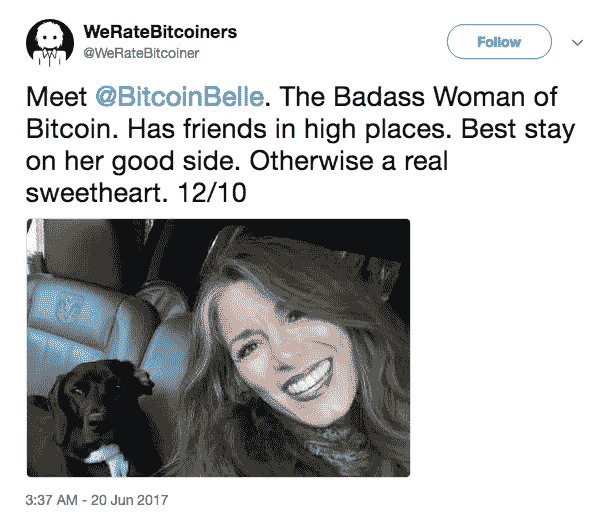 WeRateBitcoiners
@WeRateBitcoiner
Follow
Meet @BitcoinBelle. The Badass Woman of
Bitcoin. Has friends in high places. Best stay
on her good side. Otherwise a real
sweetheart. 12/10
3:37 AM - 20 Jun 2017